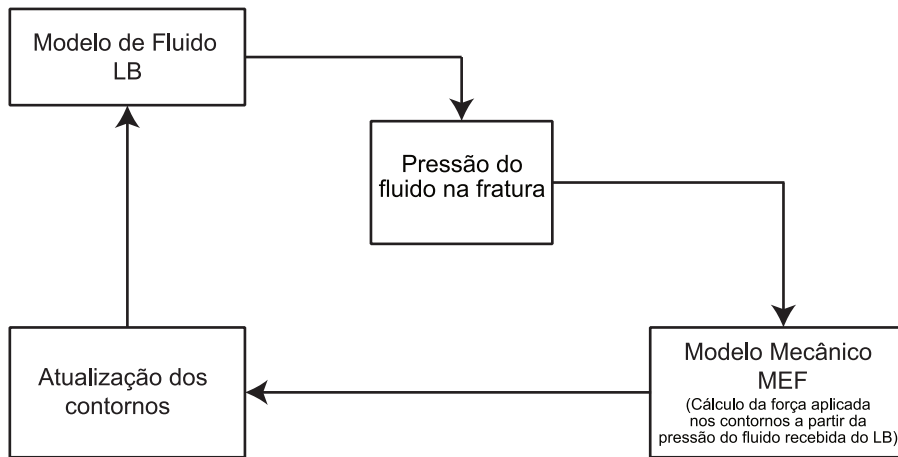 Modelo de Fluido
LB
Pressão do
fluido na fratura
Modelo Mecânico
MEF
(Cálculo da força aplicada
nos contornos a partir da
pressão do fluido recebida do LB)
Atualização dos
contornos